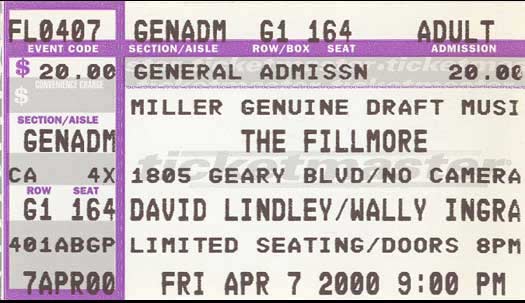 FL0407 GENADM G1 164 ADULT
EVENT CODE SECTION/AISLE ROW/BOX SEAT ADMISSION
$ 20.00 GENERAL ADMISSN 20.00
$ CONVENIENCE CHARGE
MILLER GENUINE DRAFT MUSI
SECTION/AISLE
GENADM THE FILLMORE
ticketmaster
CA 4X 1805 GEARY BLVD/NO CAMERA
ROW SEAT
G1 164 DAVID LINDLEY/WALLY INGRA
401ABGP LIMITED SEATING/DOORS 8PM
7APR00 FRI APR 7 2000 9:00 PM